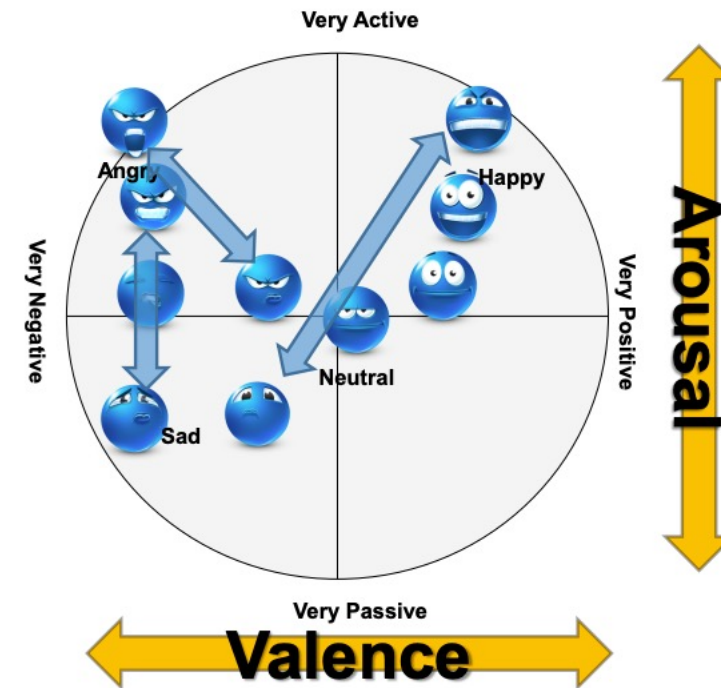 Very Active
Angry
Happy
Very Negative
Very Positive
Arousal
Neutral
Sad
Very Passive
Valence